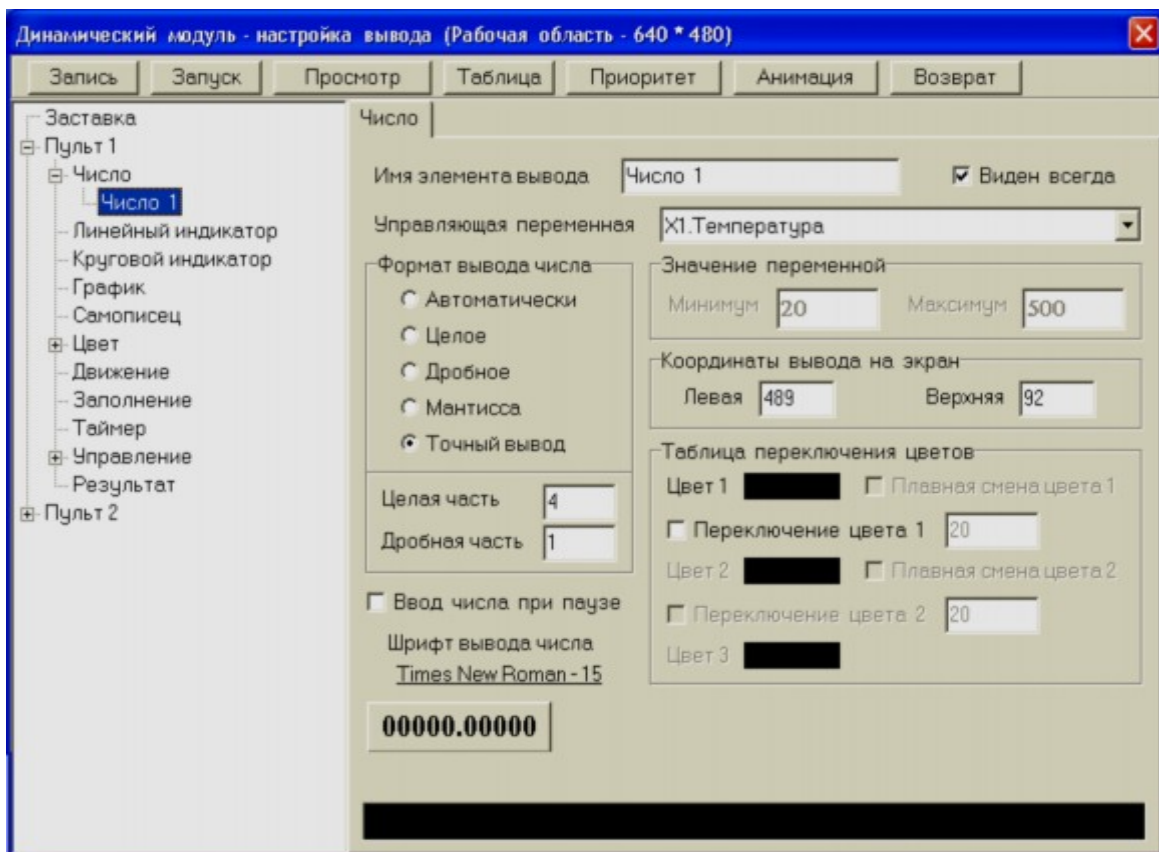 Динамический модуль - настройка вывода (Рабочая область - 640 * 480)
Запись Запуск Просмотр Таблица Приоритет Анимация Возврат
Заставка
Пульт 1
Число
Число 1
Линейный индикатор
Круговой индикатор
График
Самописец
Цвет
Движение
Заполнение
Таймер
Управление
Результат
Пульт 2
Число
Имя элемента вывода Число 1 Виден всегда
Управляющая переменная X1.Температура
Формат вывода числа
Автоматически
Целое
Дробное
Мантисса
Точный вывод
Целая часть 4
Дробная часть 1
Ввод числа при паузе
Шрифт вывода числа
Times New Roman - 15
00000.00000
Значение переменной
Минимум 20 Максимум 500
Координаты вывода на экран
Левая 489 Верхняя 92
Таблица переключения цветов
Цвет 1 Плавная смена цвета 1
Переключение цвета 1 20
Цвет 2 Плавная смена цвета 2
Переключение цвета 2 20
Цвет 3